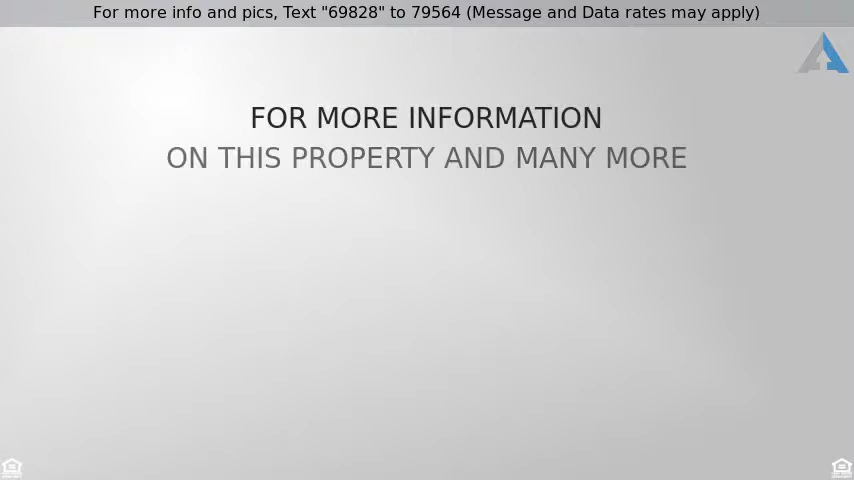 For more info and pics, Text "69828" to 79564 (Message and Data rates may apply)
FOR MORE INFORMATION
ON THIS PROPERTY AND MANY MORE